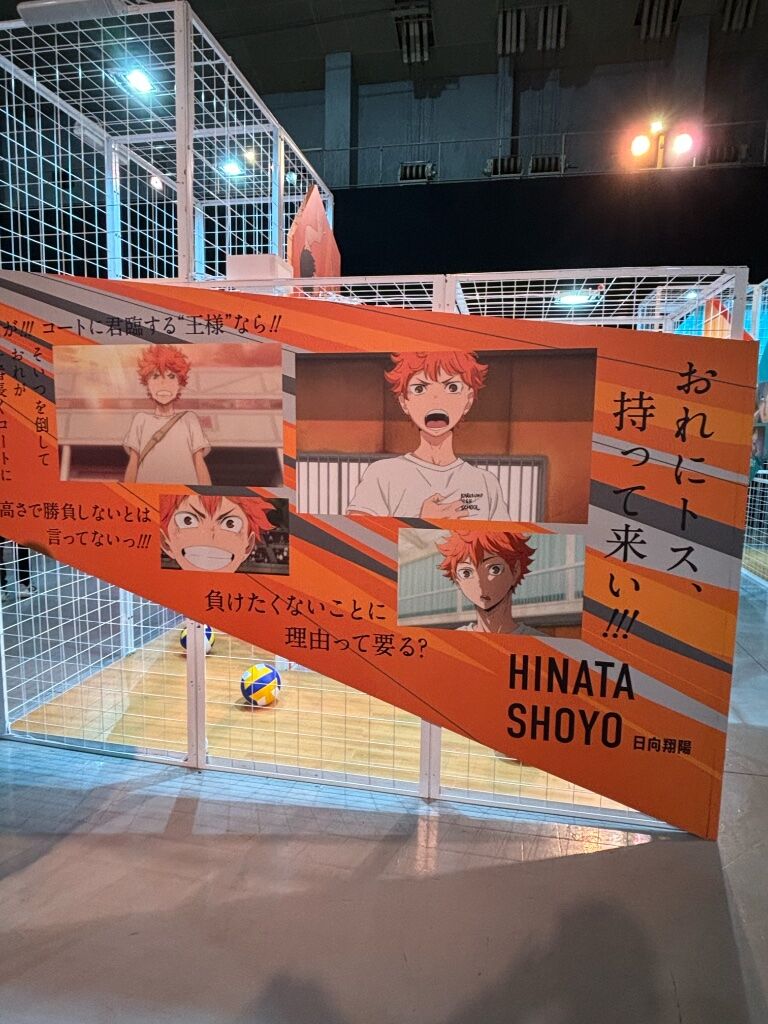 が!!! コートに君臨する“王様”なら!!
そいつを倒して
おれが
番長くコートに
高さで勝負しないとは
言ってないっ!!!
負けたくないことに
理由って要る?
おれにトス、
持って来い!!!
HINATA
SHOYO 日向翔陽